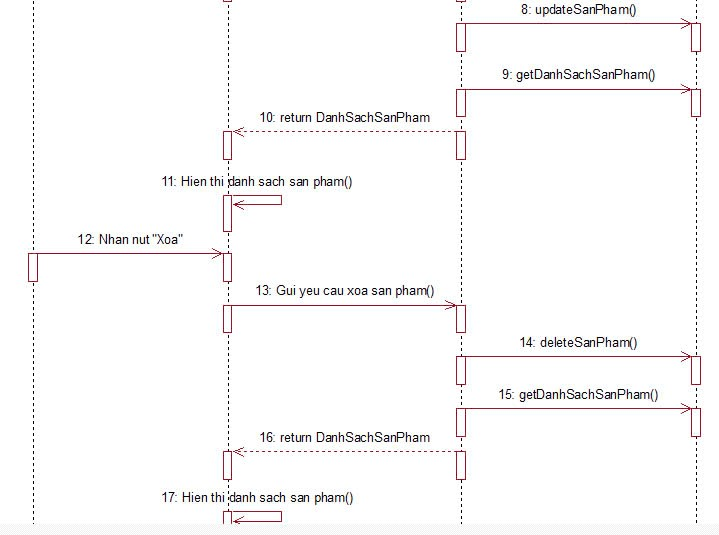 8: updateSanPham()
9: getDanhSachSanPham()
10: return DanhSachSanPham
11: Hien thi danh sach san pham()
12: Nhan nut "Xoa"
13: Gui yeu cau xoa san pham()
14: deleteSanPham()
15: getDanhSachSanPham()
16: return DanhSachSanPham
17: Hien thi danh sach san pham()